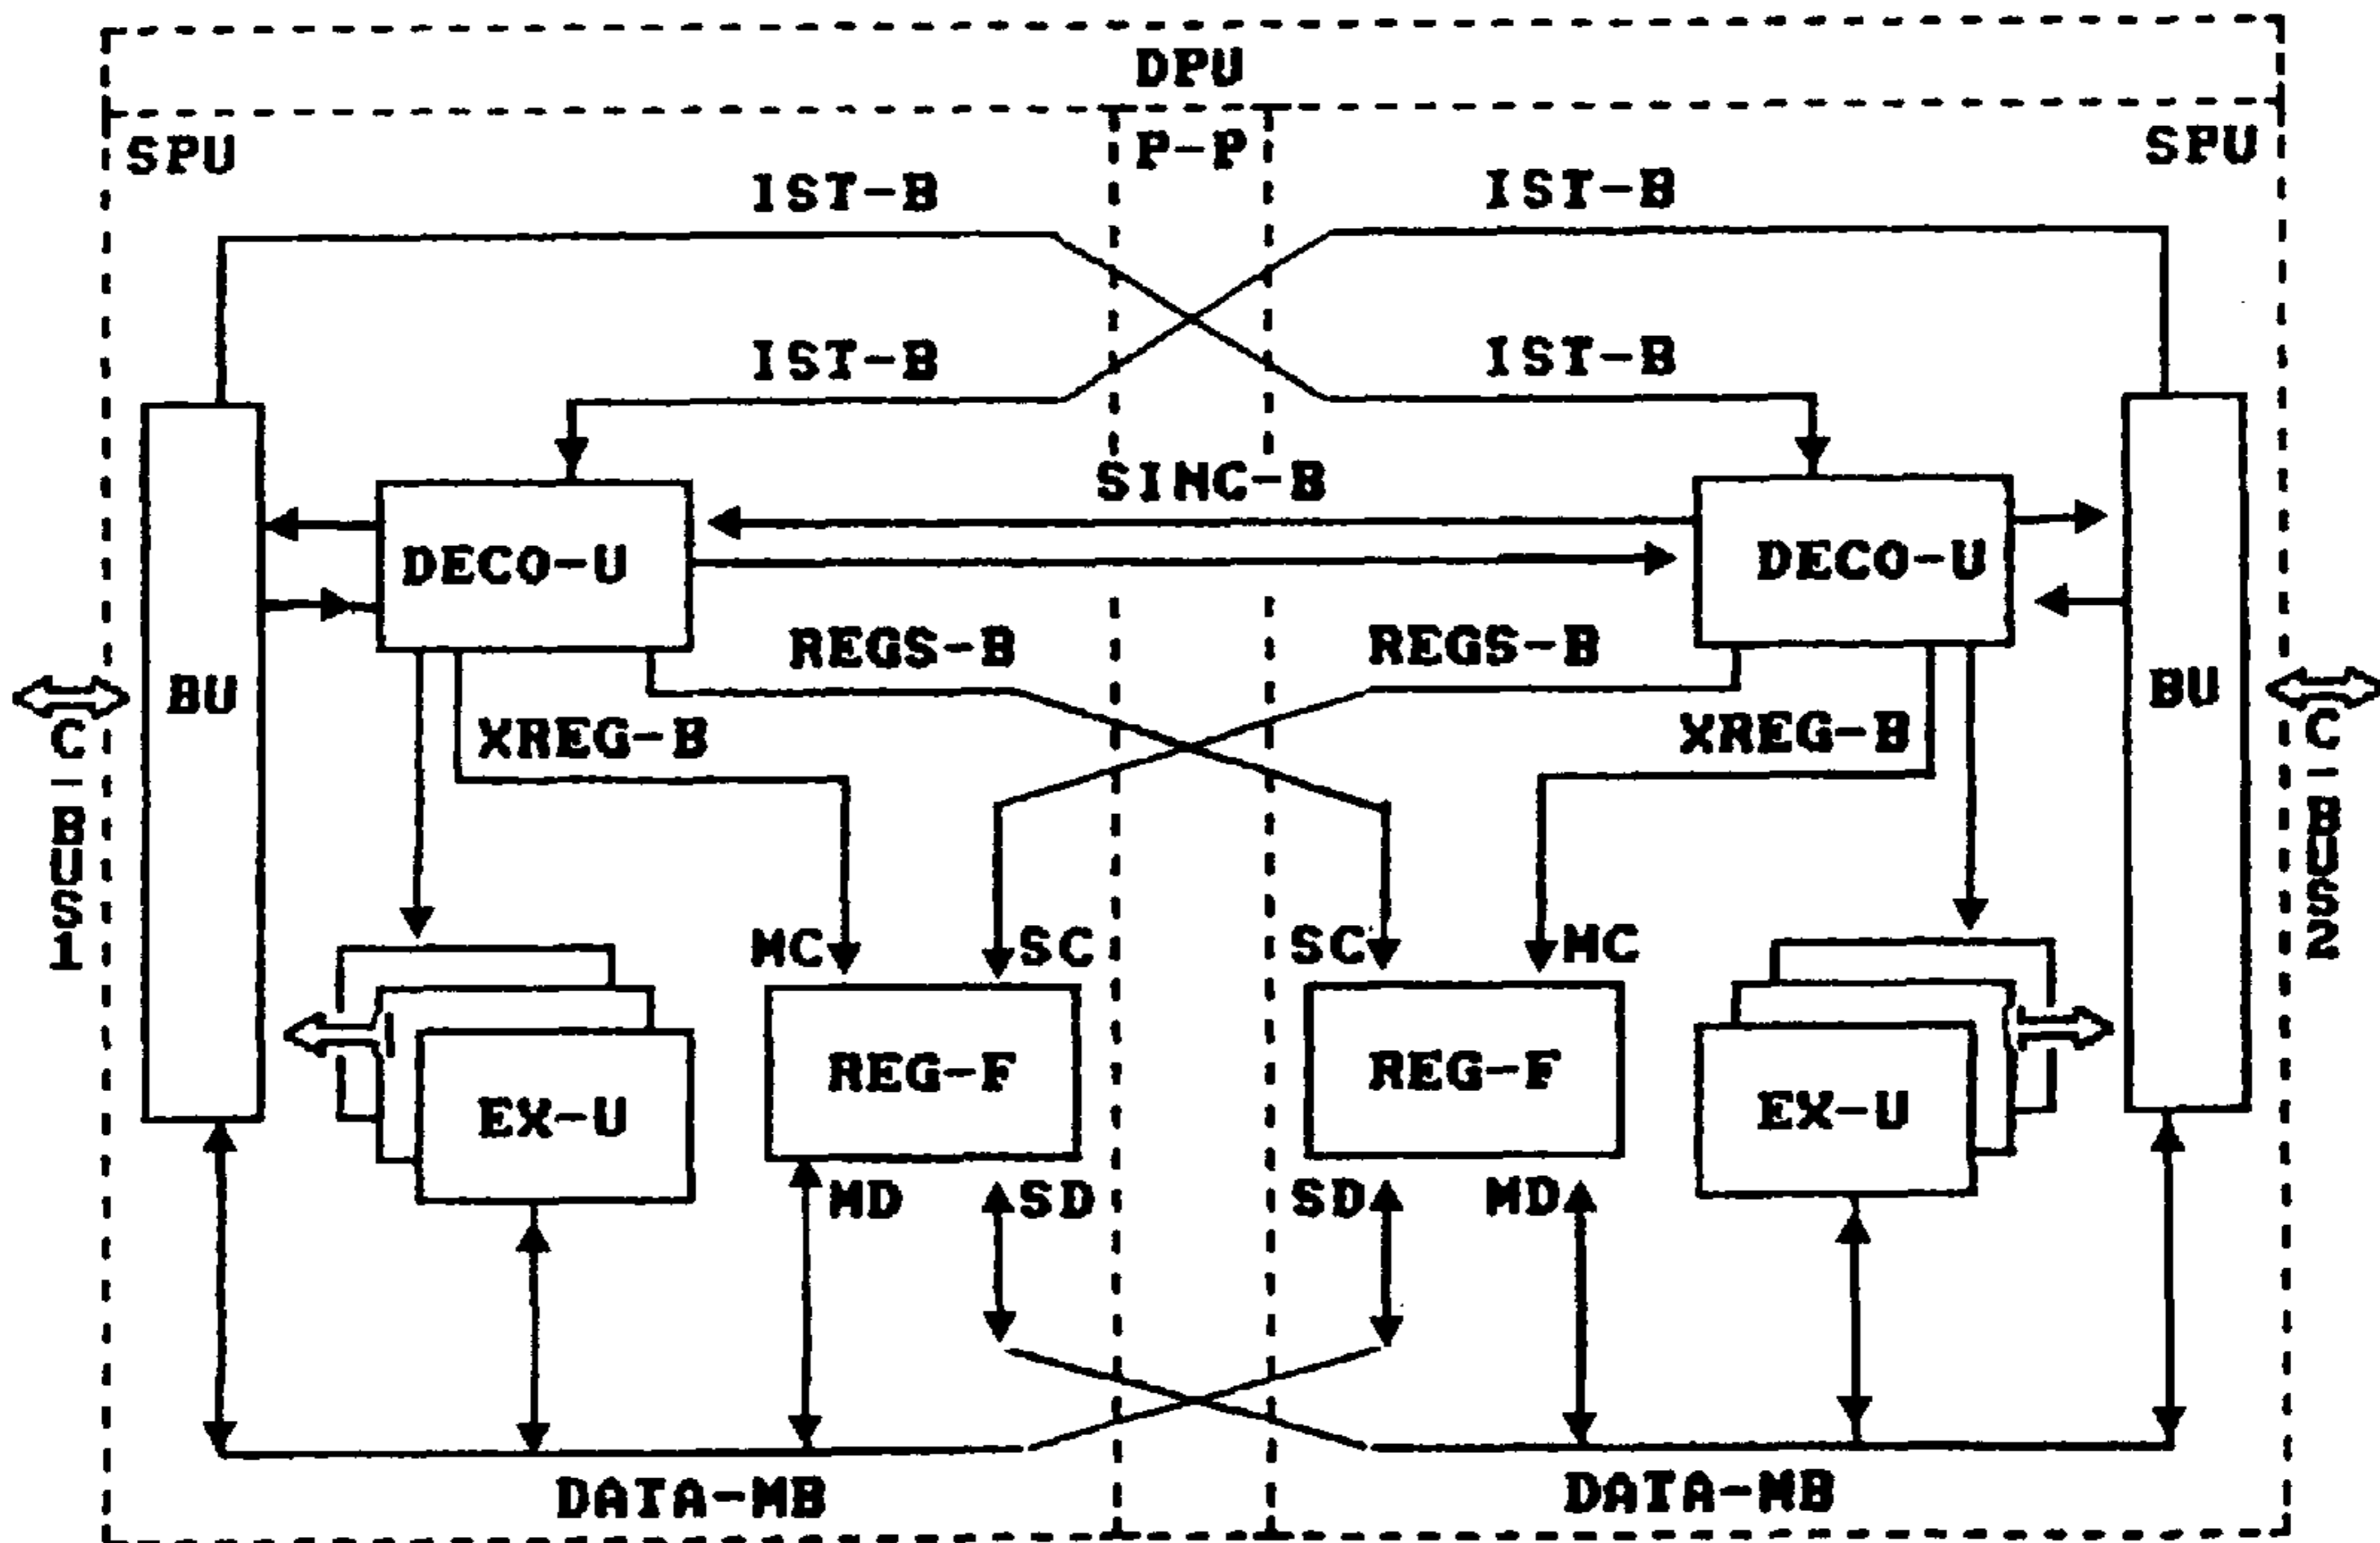 DPU
SPU P-P SPU
IST-B IST-B
IST-B IST-B
SINC-B
DECO-U DECO-U
REGS-B REGS-B
BU BU
XREG-B XREG-B
C-BUS1 C-BUS2
MC SC SC MC
REG-F REG-F
EX-U EX-U
MD SD SD MD
DATA-MB DATA-MB